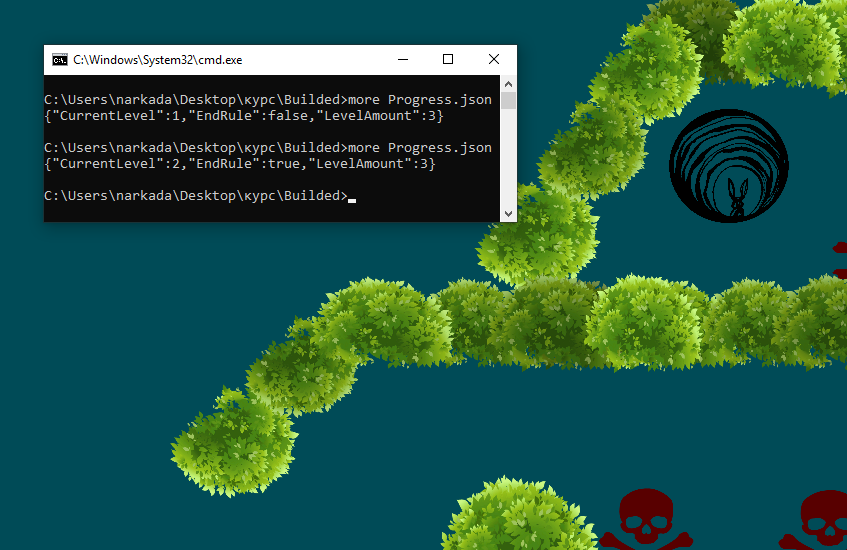 C:\Windows\System32\cmd.exe
C:\Users\narkada\Desktop\курс\Builded>more Progress.json
{"CurrentLevel":1,"EndRule":false,"LevelAmount":3}
C:\Users\narkada\Desktop\курс\Builded>more Progress.json
{"CurrentLevel":2,"EndRule":true,"LevelAmount":3}
C:\Users\narkada\Desktop\курс\Builded>